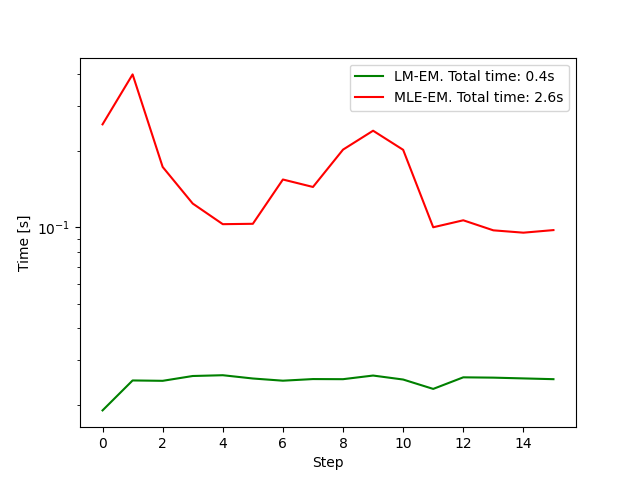 LM-EM. Total time: 0.4s
MLE-EM. Total time: 2.6s
Time [s]
10⁻¹
0 2 4 6 8 10 12 14
Step